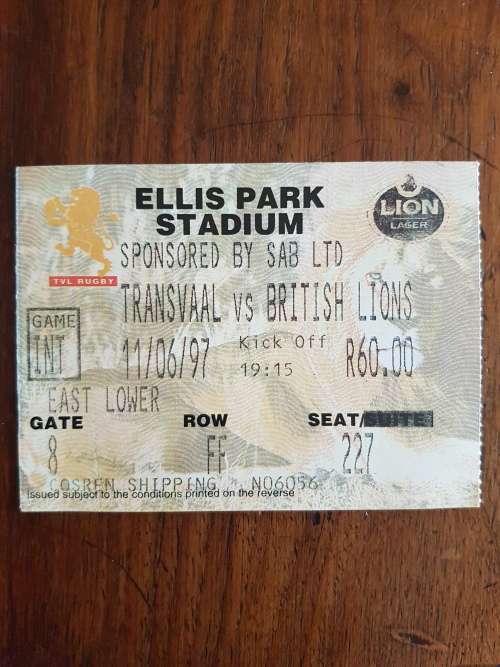 ELLIS PARK
STADIUM
LION
LAGER
TVL RUGBY
SPONSORED BY SAB LTD
TRANSVAAL vs BRITISH LIONS
GAME
INT
11/06/97
Kick Off
19:15
R60.00
EAST LOWER
GATE ROW SEAT/SUITE
8 FF 227
COSREN SHIPPING N06056
Issued subject to the conditions printed on the reverse